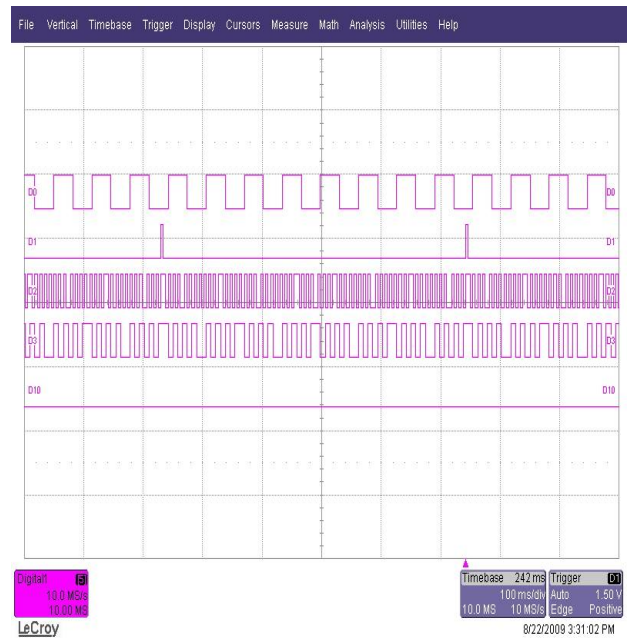 File Vertical Timebase Trigger Display Cursors Measure Math Analysis Utilities Help
D0 D0
D1 D1
D2 D2
D3 D3
D10 D10
Timebase 242 ms Trigger D1
100 ms/div Auto 1.50 V
10.0 MS 10 MS/s Edge Positive
10.0 MS/s
10.00 MS
LeCroy
8/22/2009 3:31:02 PM